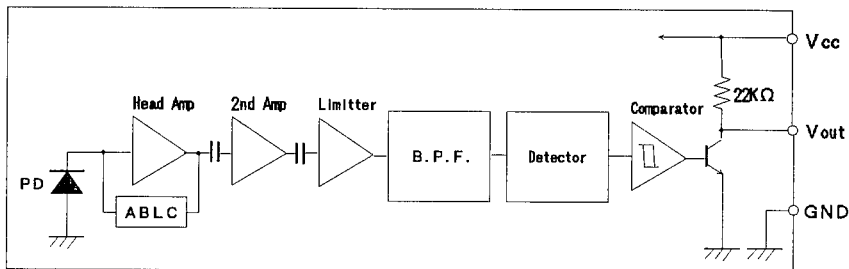 Vcc
Head Amp
2nd Amp
Limitter
Comparator
22KΩ
Vout
B.P.F.
Detector
PD
ABLC
GND